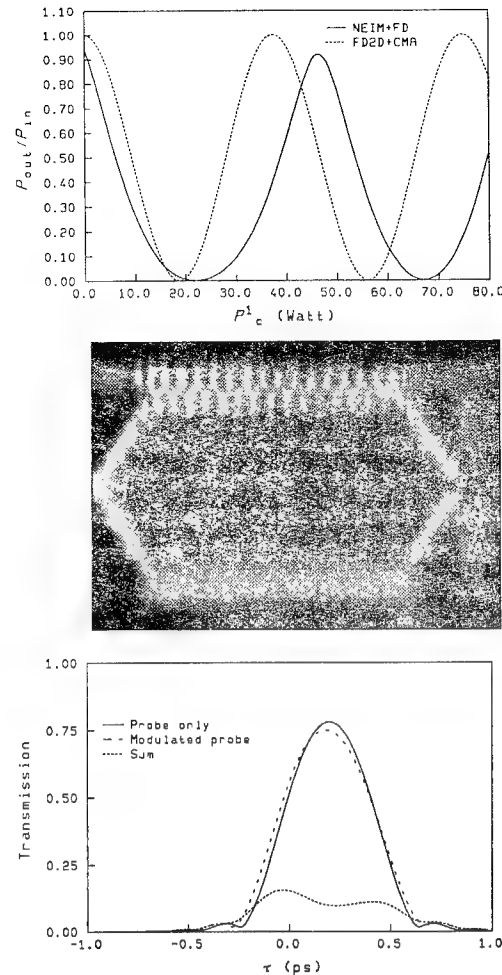 1.10
1.00
0.90
0.80
0.70
0.60
0.50
0.40
0.30
0.20
0.10
0.00
P_out/P_in
NEIM+FD
FD2D+CMA
0.0 10.0 20.0 30.0 40.0 50.0 60.0 70.0 80.0
P^1_c (Watt)
1.00
0.75
0.50
0.25
0.00
Transmission
Probe only
Modulated probe
Sum
-1.0 -0.5 0.0 0.5 1.0
τ (ps)